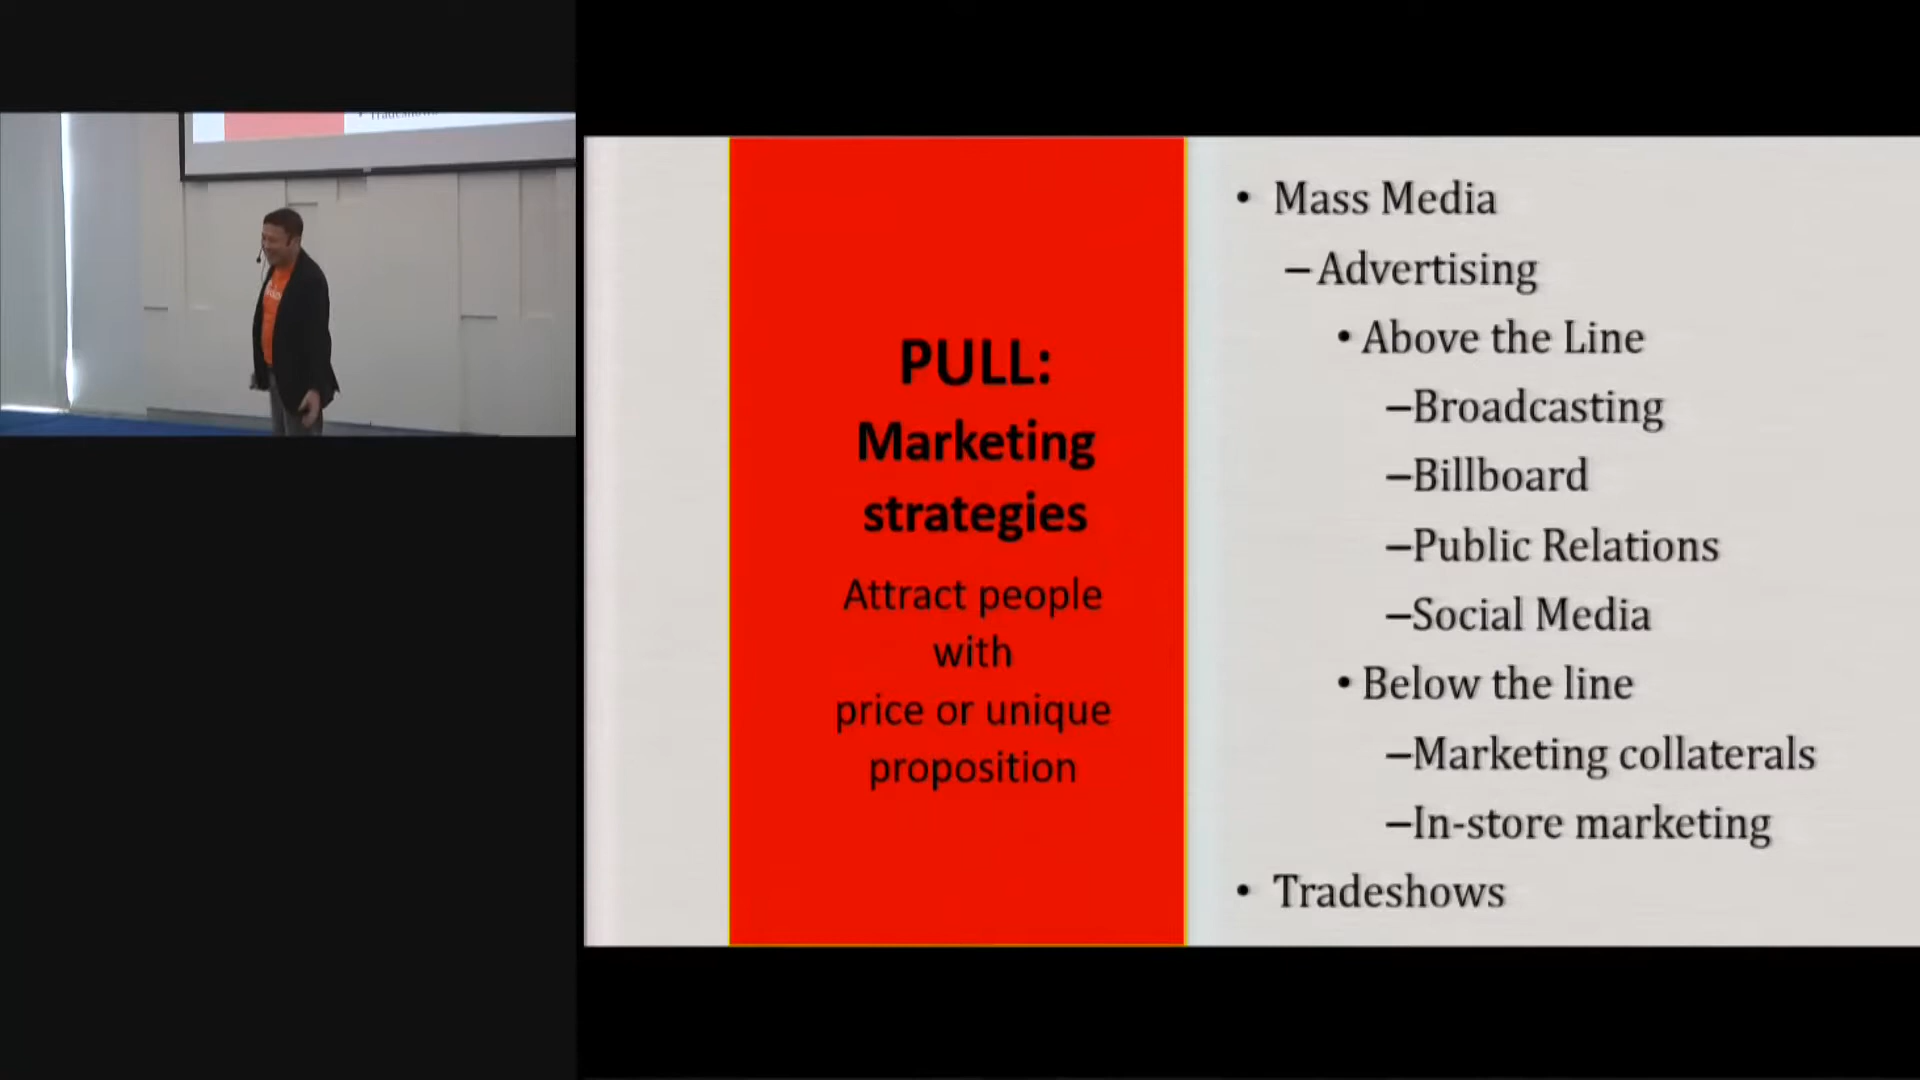 Tradeshows
PULL:
Marketing
strategies
Attract people
with
price or unique
proposition
• Mass Media
–Advertising
• Above the Line
–Broadcasting
–Billboard
–Public Relations
–Social Media
• Below the line
–Marketing collaterals
–In-store marketing
• Tradeshows